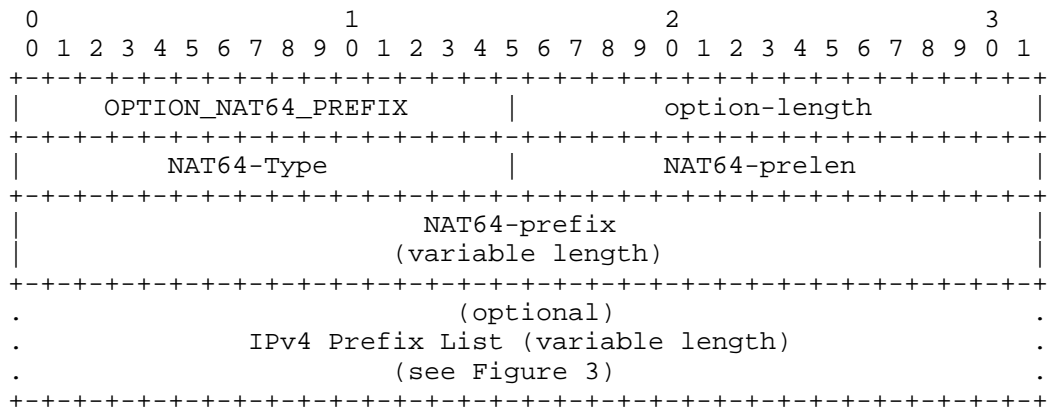 0                   1                   2                   3
 0 1 2 3 4 5 6 7 8 9 0 1 2 3 4 5 6 7 8 9 0 1 2 3 4 5 6 7 8 9 0 1
+-+-+-+-+-+-+-+-+-+-+-+-+-+-+-+-+-+-+-+-+-+-+-+-+-+-+-+-+-+-+-+-+
|     OPTION_NAT64_PREFIX      |         option-length         |
+-+-+-+-+-+-+-+-+-+-+-+-+-+-+-+-+-+-+-+-+-+-+-+-+-+-+-+-+-+-+-+-+
|         NAT64-Type           |         NAT64-prelen          |
+-+-+-+-+-+-+-+-+-+-+-+-+-+-+-+-+-+-+-+-+-+-+-+-+-+-+-+-+-+-+-+-+
|                         NAT64-prefix                          |
|                       (variable length)                       |
+-+-+-+-+-+-+-+-+-+-+-+-+-+-+-+-+-+-+-+-+-+-+-+-+-+-+-+-+-+-+-+-+
.                           (optional)                          .
.              IPv4 Prefix List (variable length)               .
.                       (see Figure 3)                          .
+-+-+-+-+-+-+-+-+-+-+-+-+-+-+-+-+-+-+-+-+-+-+-+-+-+-+-+-+-+-+-+-+